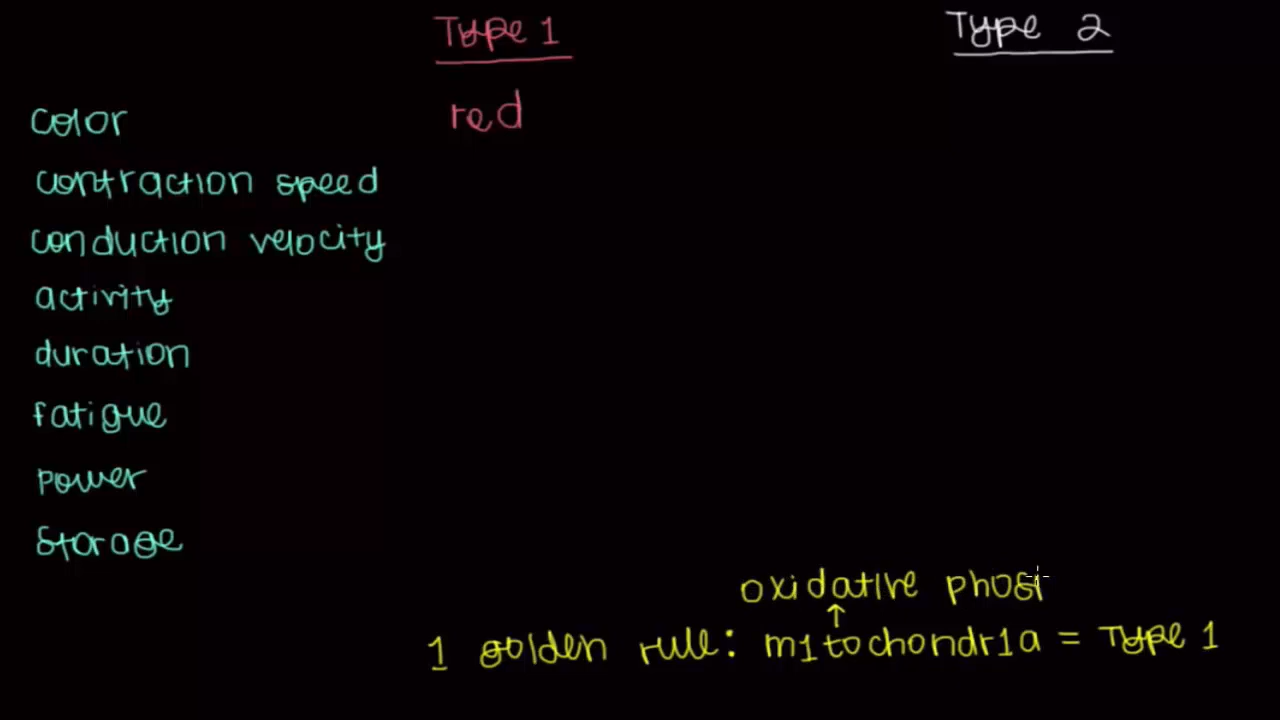 Type 1 Type 2
color red
contraction speed
conduction velocity
activity
duration
fatigue
power
storage
oxidative phos
1 golden rule: mitochondria = Type 1